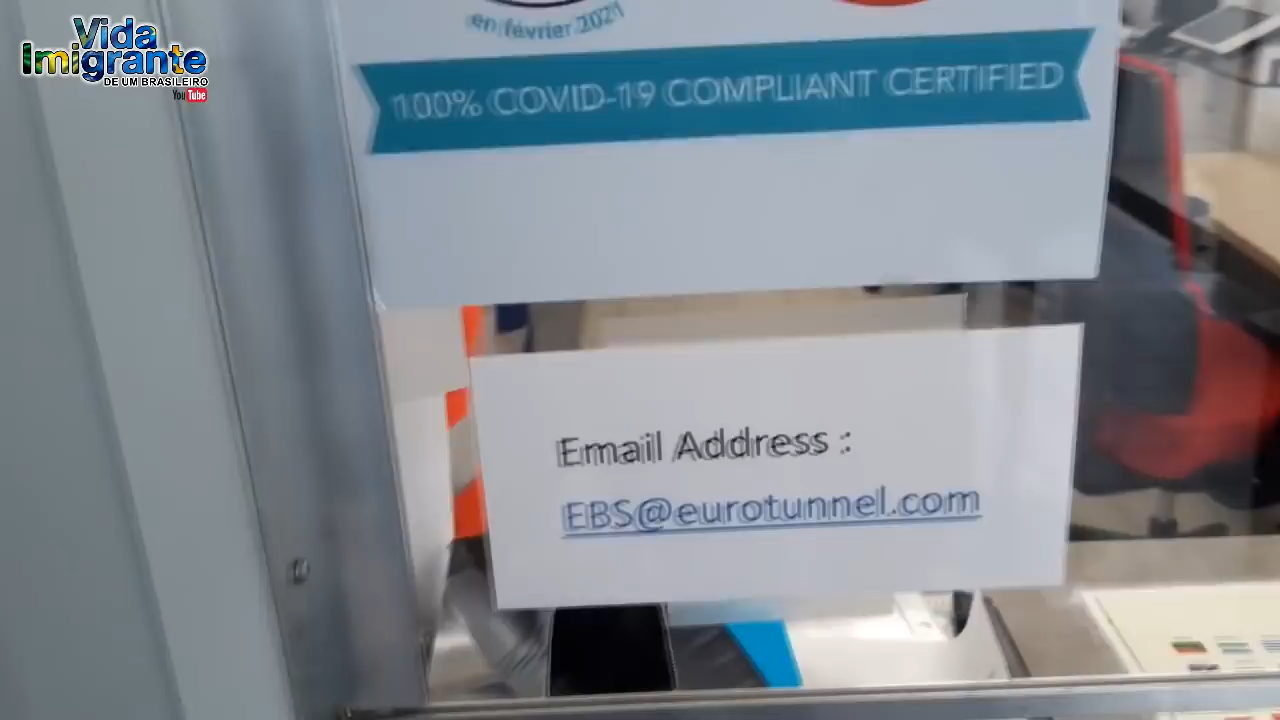 Vida
Imigrante
DE UM BRASILEIRO
YouTube
en février 2021
100% COVID-19 COMPLIANT CERTIFIED
Email Address :
EBS@eurotunnel.com